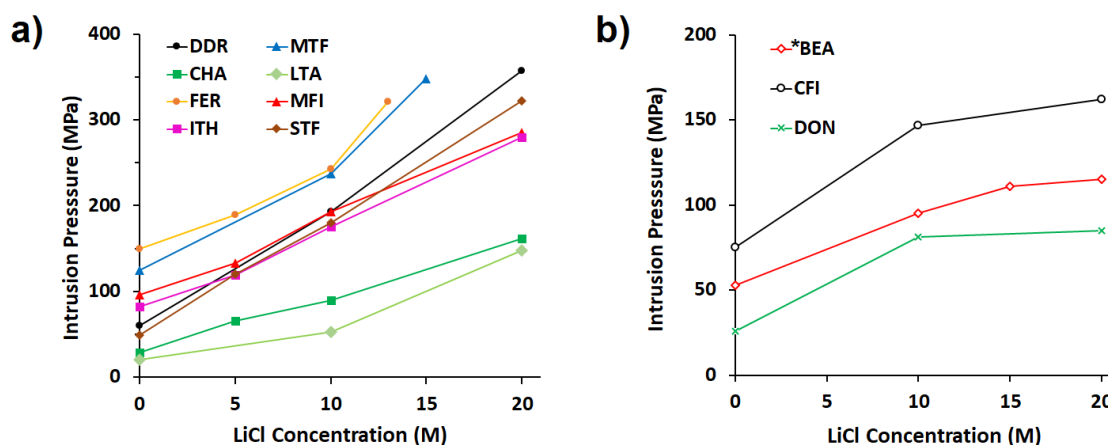 a)
400
300
200
100
0
Intrusion Presssure (MPa)
DDR MTF
CHA LTA
FER MFI
ITH STF
0 5 10 15 20
LiCl Concentration (M)
b)
200
150
100
50
0
Intrusion Pressure (MPa)
*BEA
CFI
DON
0 5 10 15 20
LiCl Concentration (M)